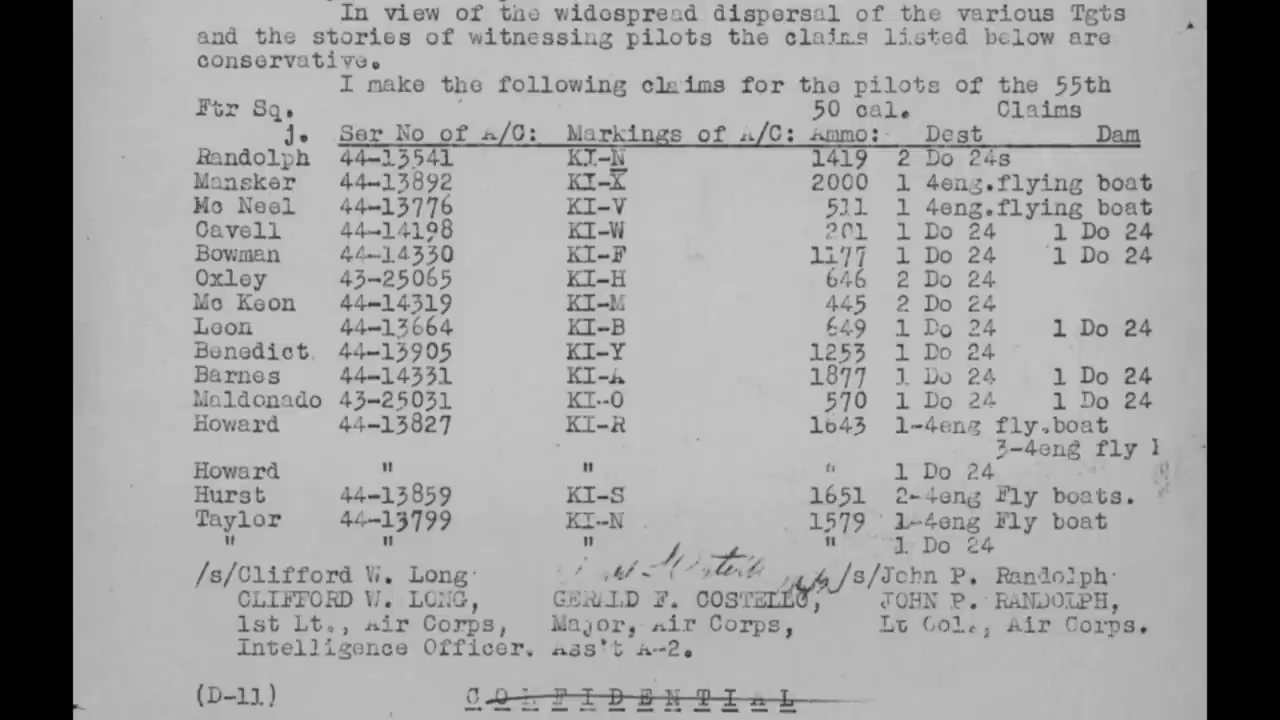 In view of the widespread dispersal of the various Tgts
and the stories of witnessing pilots the claims listed below are
conservative.
I make the following claims for the pilots of the 55th
Ftr Sq. 50 cal. Claims
j. Ser No of A/C: Markings of A/C: Ammo: Dest Dam
Randolph 44-13541 KI-N 1419 2 Do 24s
Mansker 44-13892 KI-X 2000 1 4eng.flying boat
Mc Neel 44-13776 KI-V 511 1 4eng.flying boat
Cavell 44-14198 KI-W 201 1 Do 24 1 Do 24
Bowman 44-14330 KI-F 1177 1 Do 24 1 Do 24
Oxley 43-25065 KI-H 646 2 Do 24
Mc Keon 44-14319 KI-M 445 2 Do 24
Leon 44-13664 KI-B 649 1 Do 24 1 Do 24
Benedict 44-13905 KI-Y 1253 1 Do 24
Barnes 44-14331 KI-A 1877 1 Do 24 1 Do 24
Maldonado 43-25031 KI-O 570 1 Do 24 1 Do 24
Howard 44-13827 KI-R 1643 1-4eng fly.boat
3-4eng fly
Howard " " " 1 Do 24
Hurst 44-13859 KI-S 1651 2-4eng Fly boats.
Taylor 44-13799 KI-N 1579 1-4eng Fly boat
" " " " 1 Do 24
/s/Clifford W. Long /s/John P. Randolph
CLIFFORD W. LONG, GERALD F. COSTELLO, JOHN P. RANDOLPH,
1st Lt., Air Corps, Major, Air Corps, Lt Col., Air Corps.
Intelligence Officer. Ass't A-2.
(D-11) CONFIDENTIAL